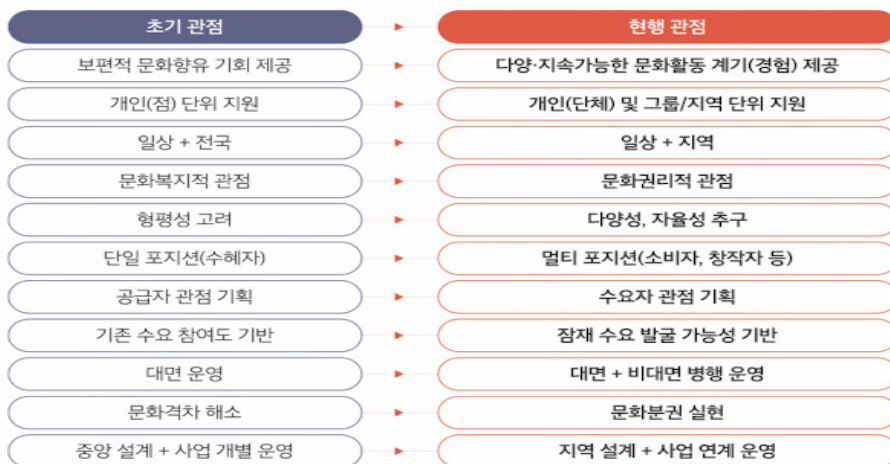 초기 관점 ▶ 현행 관점
보편적 문화향유 기회 제공 ▶ 다양·지속가능한 문화활동 계기(경험) 제공
개인(점) 단위 지원 ▶ 개인(단체) 및 그룹/지역 단위 지원
일상 + 전국 ▶ 일상 + 지역
문화복지적 관점 ▶ 문화권리적 관점
형평성 고려 ▶ 다양성, 자율성 추구
단일 포지션(수혜자) ▶ 멀티 포지션(소비자, 창작자 등)
공급자 관점 기획 ▶ 수요자 관점 기획
기존 수요 참여도 기반 ▶ 잠재 수요 발굴 가능성 기반
대면 운영 ▶ 대면 + 비대면 병행 운영
문화격차 해소 ▶ 문화분권 실현
중앙 설계 + 사업 개별 운영 ▶ 지역 설계 + 사업 연계 운영